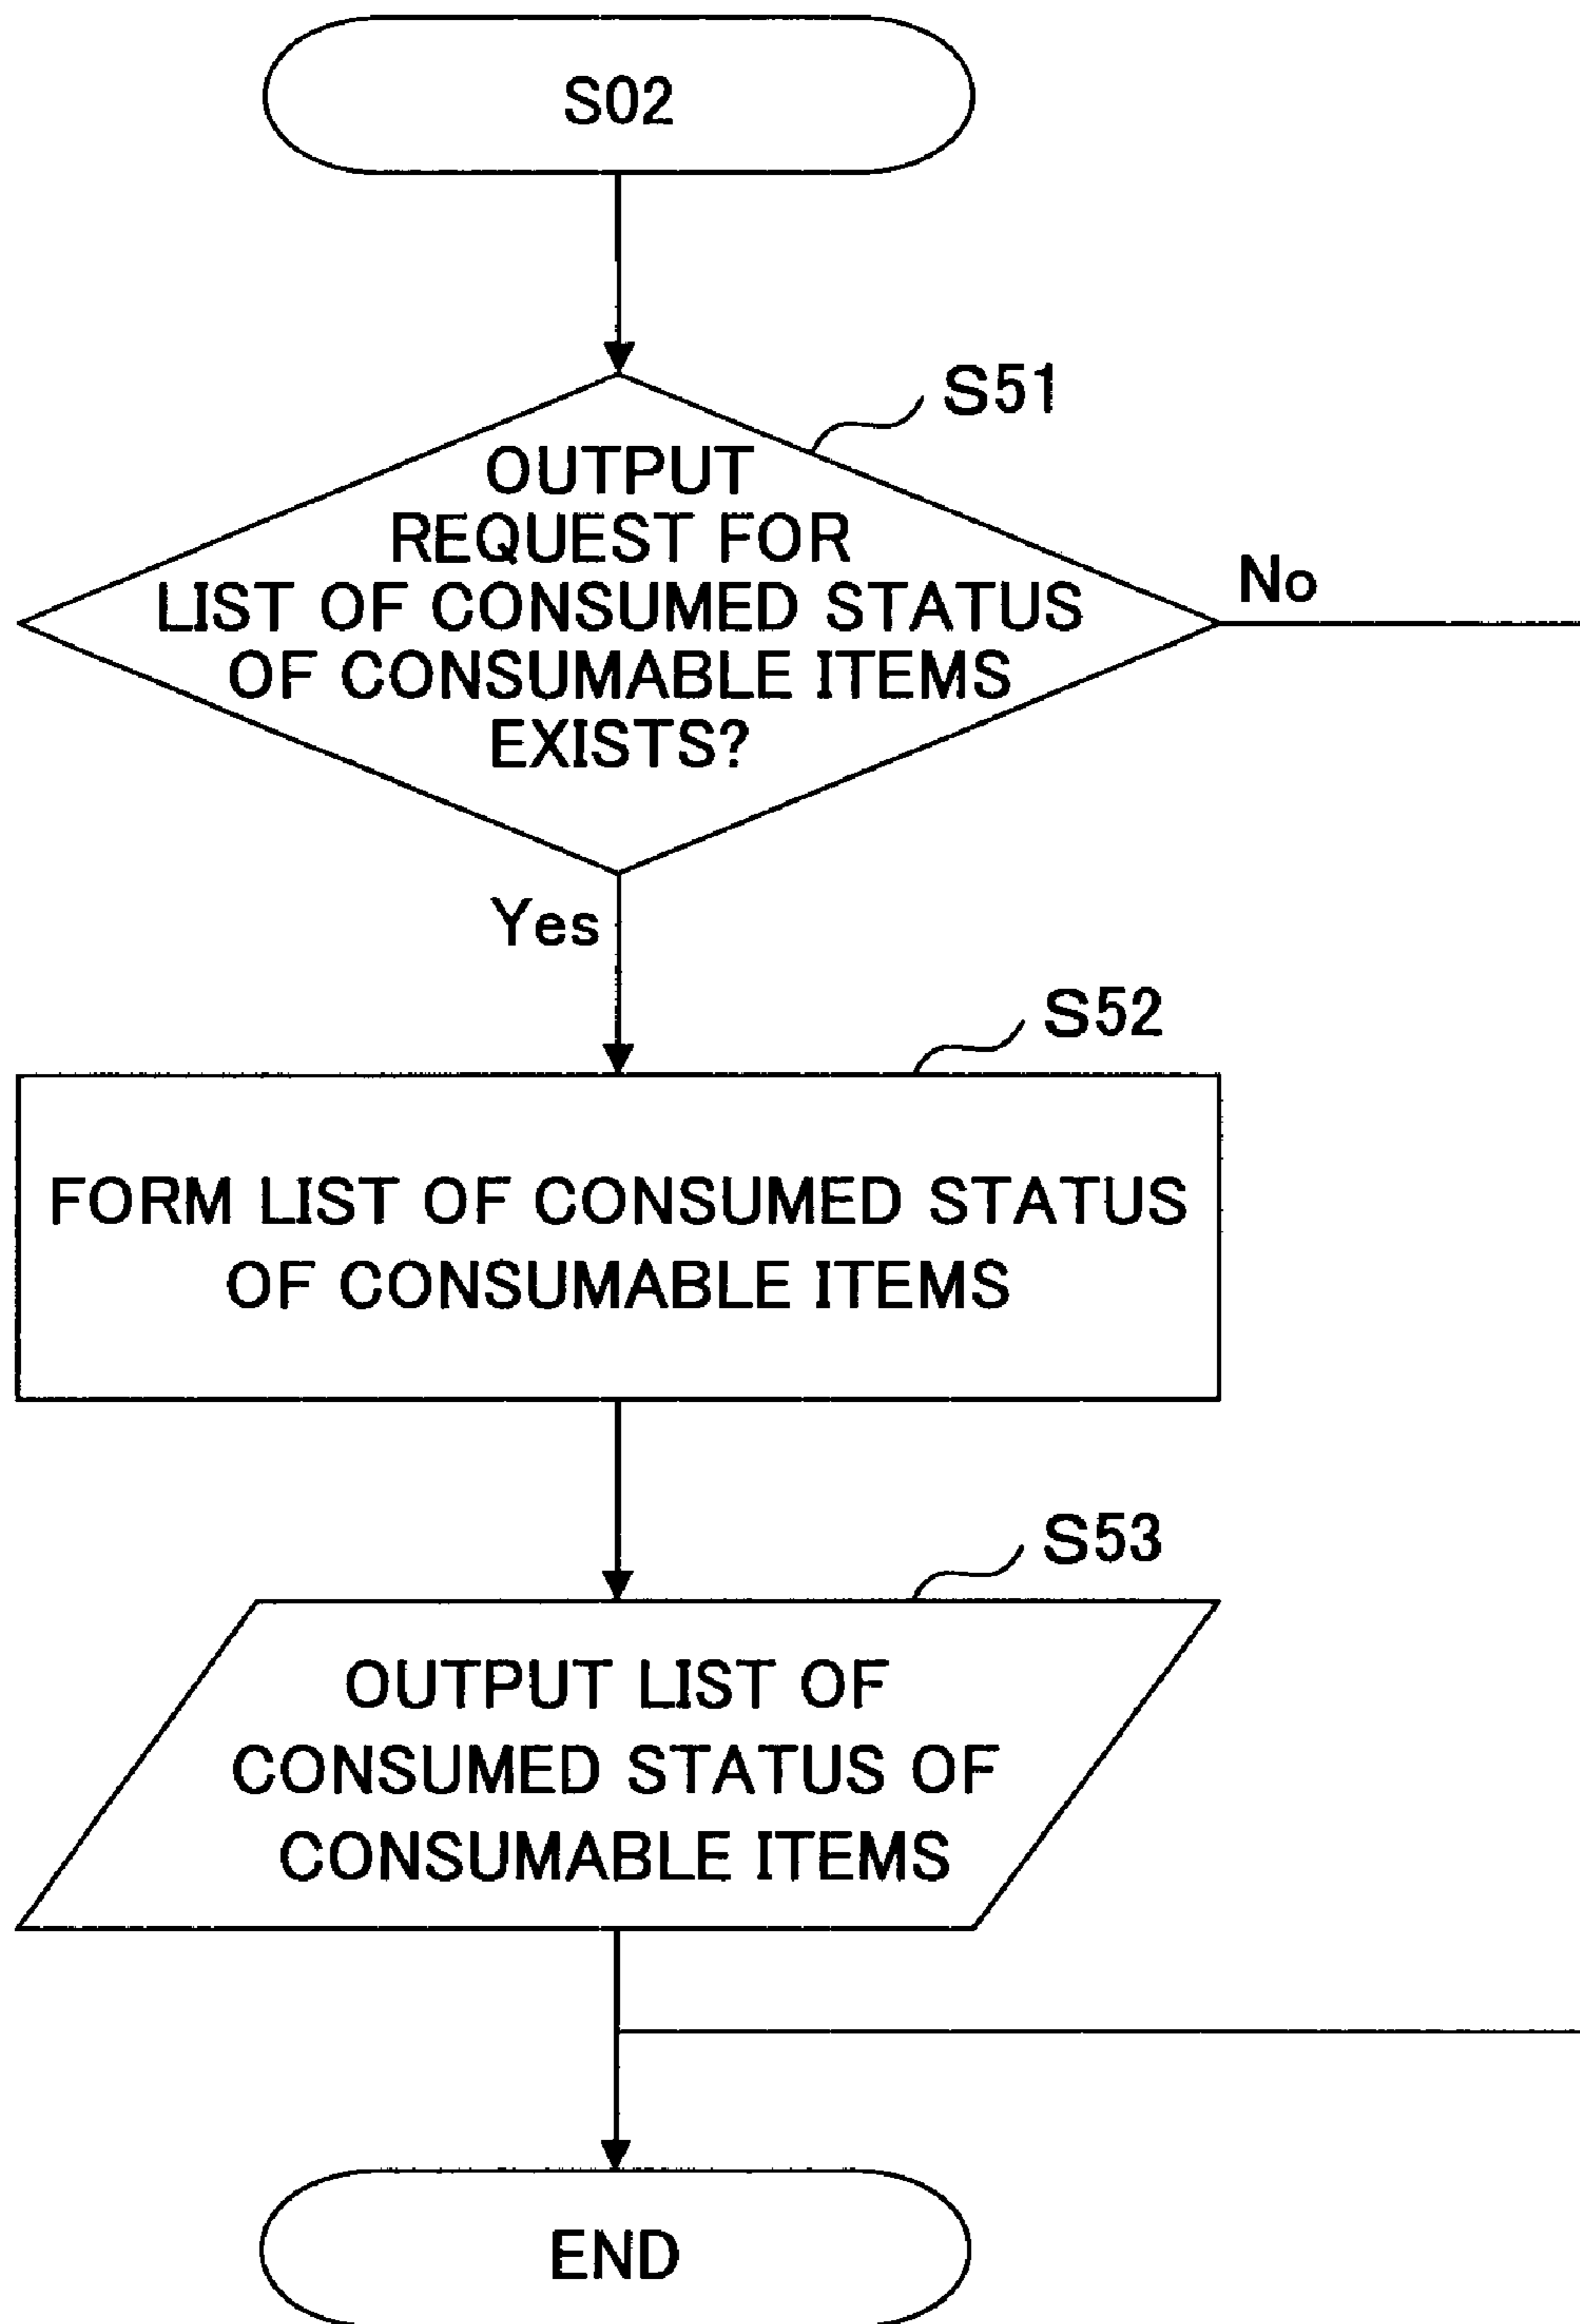 S02
S51
OUTPUT
REQUEST FOR
LIST OF CONSUMED STATUS
OF CONSUMABLE ITEMS
EXISTS?
No
Yes
S52
FORM LIST OF CONSUMED STATUS
OF CONSUMABLE ITEMS
S53
OUTPUT LIST OF
CONSUMED STATUS OF
CONSUMABLE ITEMS
END